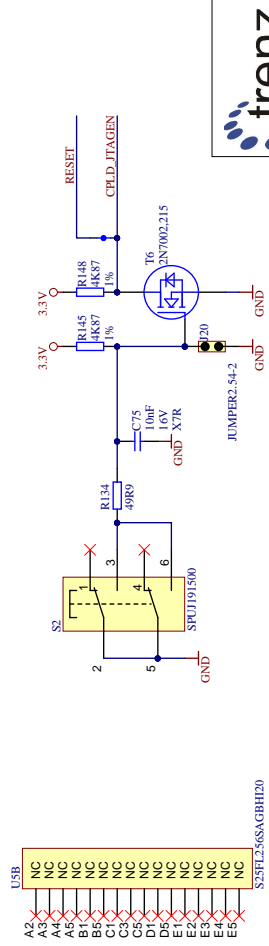 RESET
CPLD_JTAGEN
3.3V
R148
4K87
1%
3.3V
R145
4K87
1%
T6
2N7002,215
GND
J20
JUMPER2.54-2
GND
C75
10nF
16V
X7R
GND
R134
49R9
S2
1
3
4
6
2
5
SPUJ191500
GND
U5B
A2 NC
A3 NC
A4 NC
A5 NC
B1 NC
B5 NC
C1 NC
C3 NC
C5 NC
D1 NC
D5 NC
E1 NC
E2 NC
E3 NC
E4 NC
E5 NC
S25FL256SAGBHI20
trenz